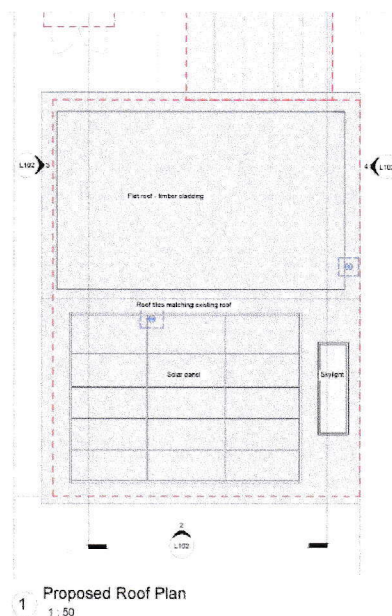 L102
3
4
L102
Flat roof - timber cladding
Roof tiles matching existing roof
Solar panel
Skylight
2
L102
1
Proposed Roof Plan
1 : 50